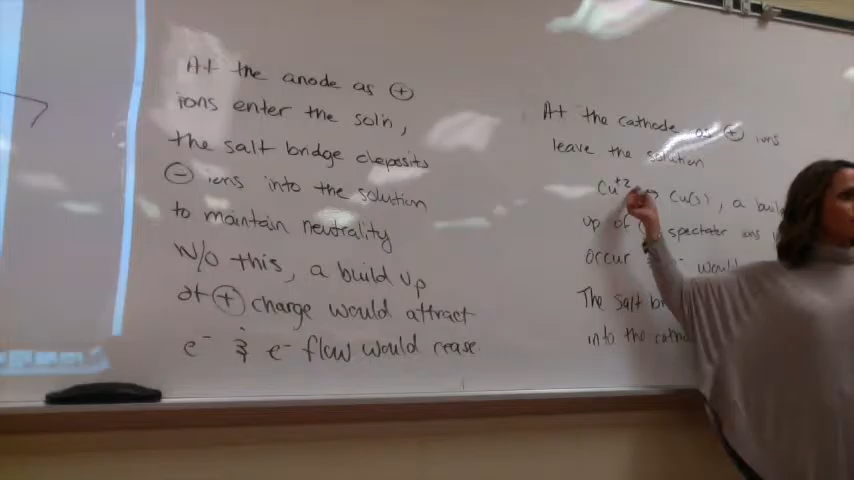 At the anode as ⊕
ions enter the sol'n,
the salt bridge deposits
⊖ ions into the solution
to maintain neutrality
W/o this, a build up
of ⊕ charge would attract
e⁻ & e⁻ flow would cease.
At the cathode as ⊕ ions
leave the solution
Cu⁺² → Cu(s), a buil
up of spectator ions
occur would
The salt br
into the catho